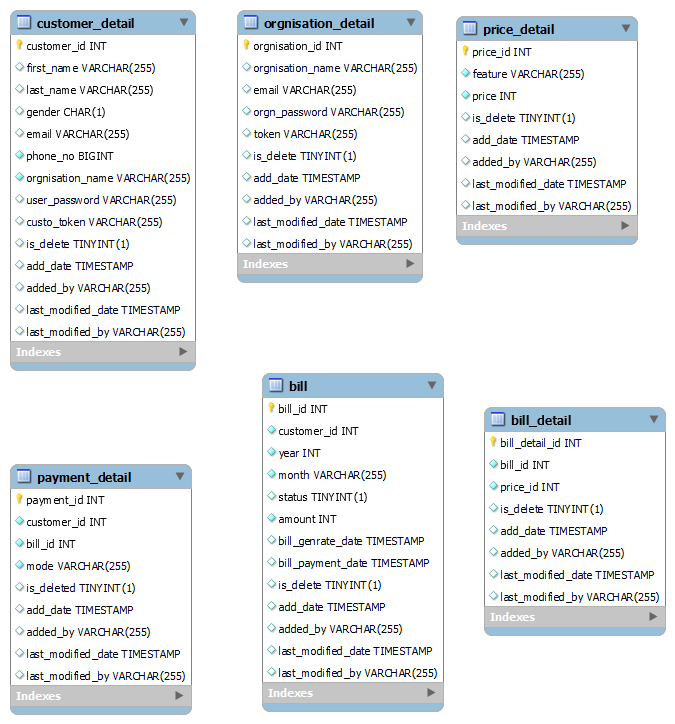 customer_detail
customer_id INT
first_name VARCHAR(255)
last_name VARCHAR(255)
gender CHAR(1)
email VARCHAR(255)
phone_no BIGINT
orgnisation_name VARCHAR(255)
user_password VARCHAR(255)
custo_token VARCHAR(255)
is_delete TINYINT(1)
add_date TIMESTAMP
added_by VARCHAR(255)
last_modified_date TIMESTAMP
last_modified_by VARCHAR(255)
Indexes
orgnisation_detail
orgnisation_id INT
orgnisation_name VARCHAR(255)
email VARCHAR(255)
orgn_password VARCHAR(255)
token VARCHAR(255)
is_delete TINYINT(1)
add_date TIMESTAMP
added_by VARCHAR(255)
last_modified_date TIMESTAMP
last_modified_by VARCHAR(255)
Indexes
price_detail
price_id INT
feature VARCHAR(255)
price INT
is_delete TINYINT(1)
add_date TIMESTAMP
added_by VARCHAR(255)
last_modified_date TIMESTAMP
last_modified_by VARCHAR(255)
Indexes
payment_detail
payment_id INT
customer_id INT
bill_id INT
mode VARCHAR(255)
is_deleted TINYINT(1)
add_date TIMESTAMP
added_by VARCHAR(255)
last_modified_date TIMESTAMP
last_modified_by VARCHAR(255)
Indexes
bill
bill_id INT
customer_id INT
year INT
month VARCHAR(255)
status TINYINT(1)
amount INT
bill_genrate_date TIMESTAMP
bill_payment_date TIMESTAMP
is_delete TINYINT(1)
add_date TIMESTAMP
added_by VARCHAR(255)
last_modified_date TIMESTAMP
last_modified_by VARCHAR(255)
Indexes
bill_detail
bill_detail_id INT
bill_id INT
price_id INT
is_delete TINYINT(1)
add_date TIMESTAMP
added_by VARCHAR(255)
last_modified_date TIMESTAMP
last_modified_by VARCHAR(255)
Indexes